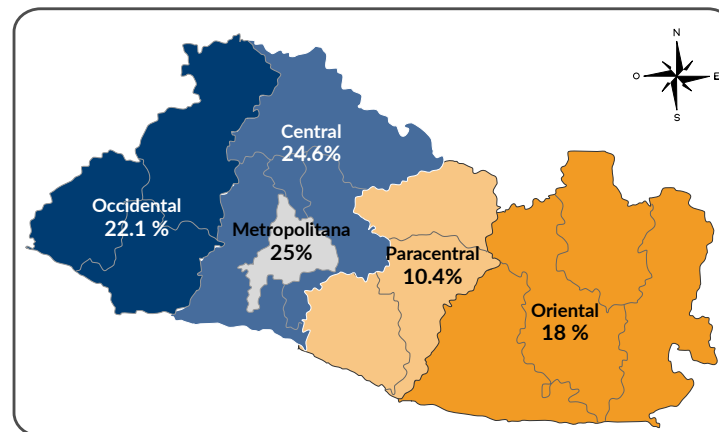 N
O
E
S
Central
24.6%
Occidental
22.1 %
Metropolitana
25%
Paracentral
10.4%
Oriental
18 %